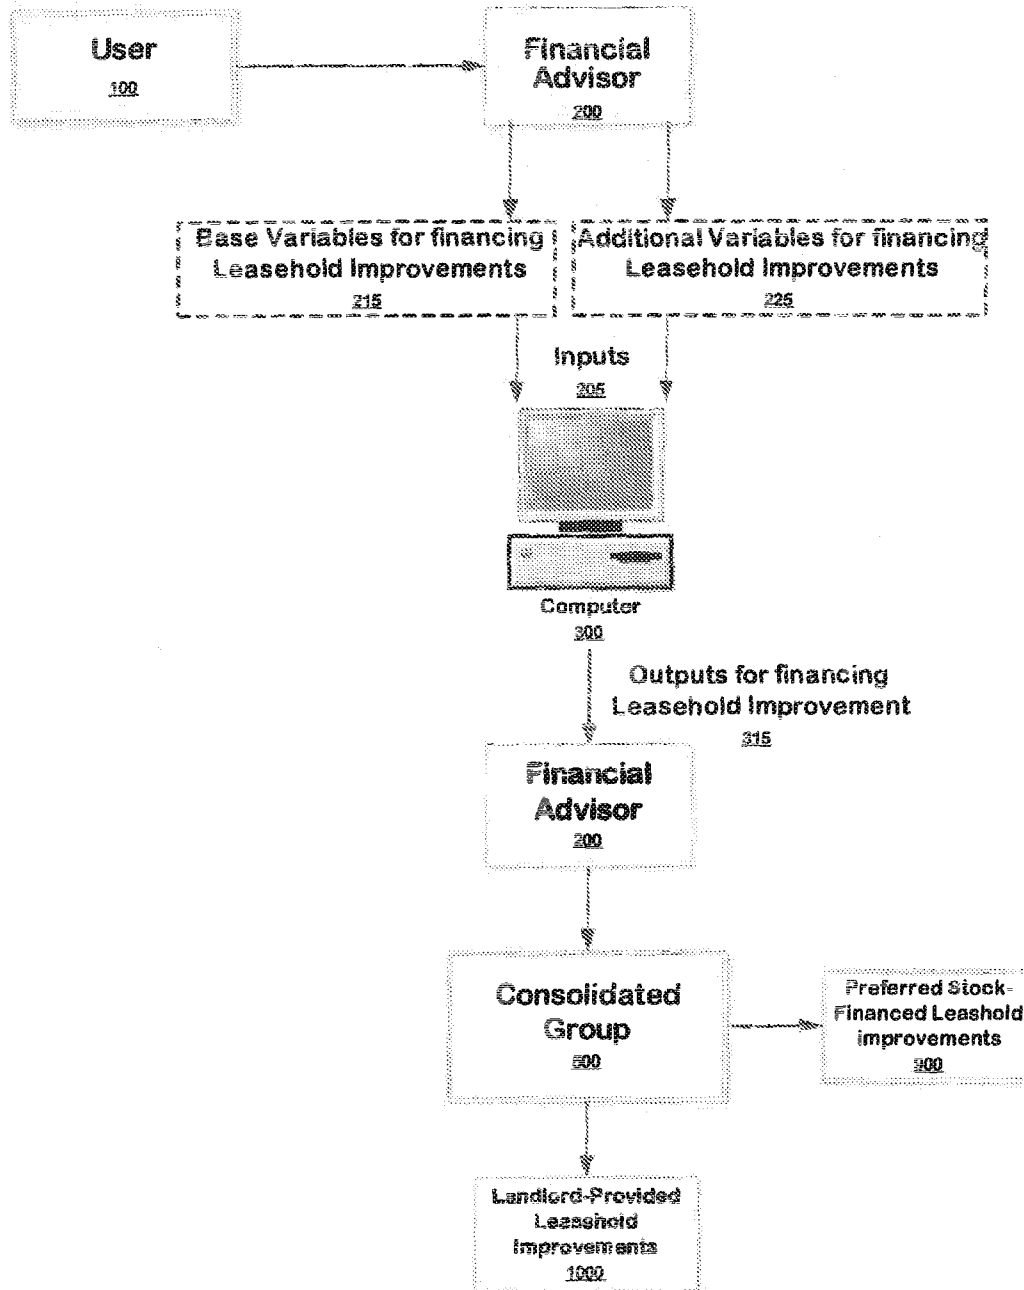 User
100
Financial
Advisor
200
Base Variables for financing
Leasehold Improvements
215
Additional Variables for financing
Leasehold Improvements
225
Inputs
205
Computer
300
Outputs for financing
Leasehold Improvement
315
Financial
Advisor
200
Consolidated
Group
500
Preferred Stock-
Financed Leashold
improvements
900
Landlord-Provided
Leasehold
Improvements
1000